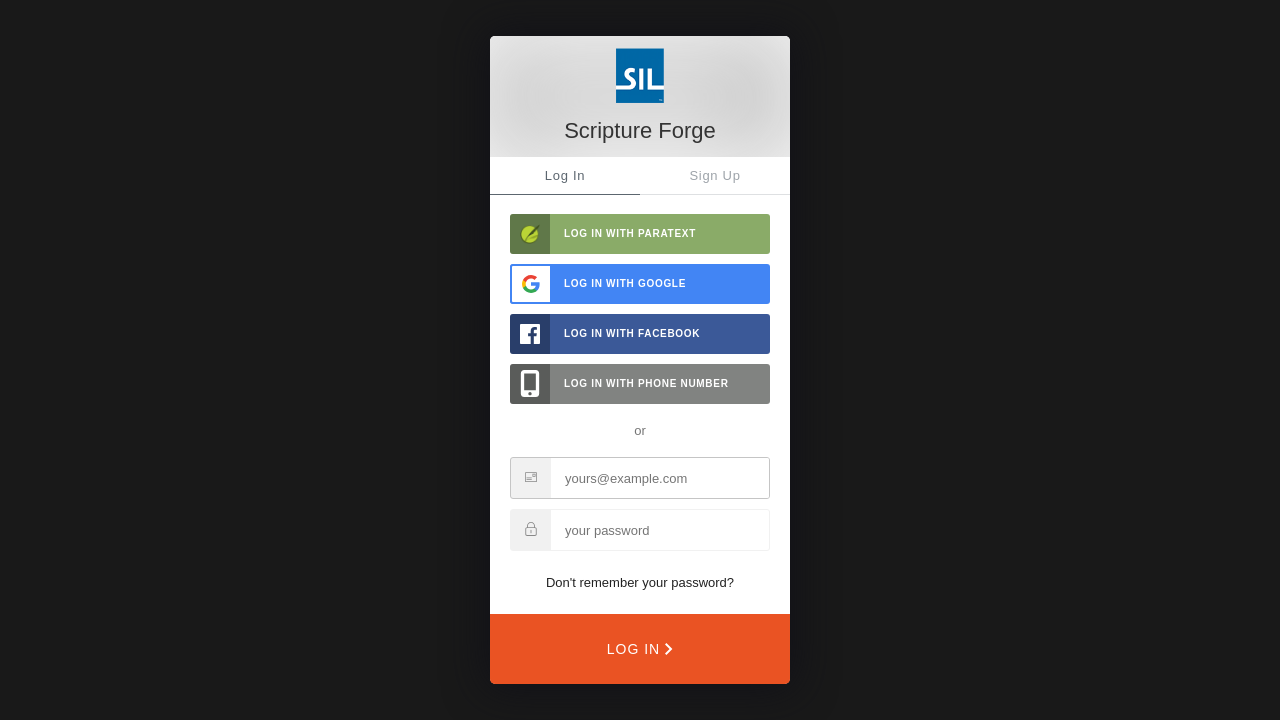 SIL
Scripture Forge
Log In
Sign Up
LOG IN WITH PARATEXT
LOG IN WITH GOOGLE
LOG IN WITH FACEBOOK
LOG IN WITH PHONE NUMBER
or
yours@example.com
your password
Don't remember your password?
LOG IN